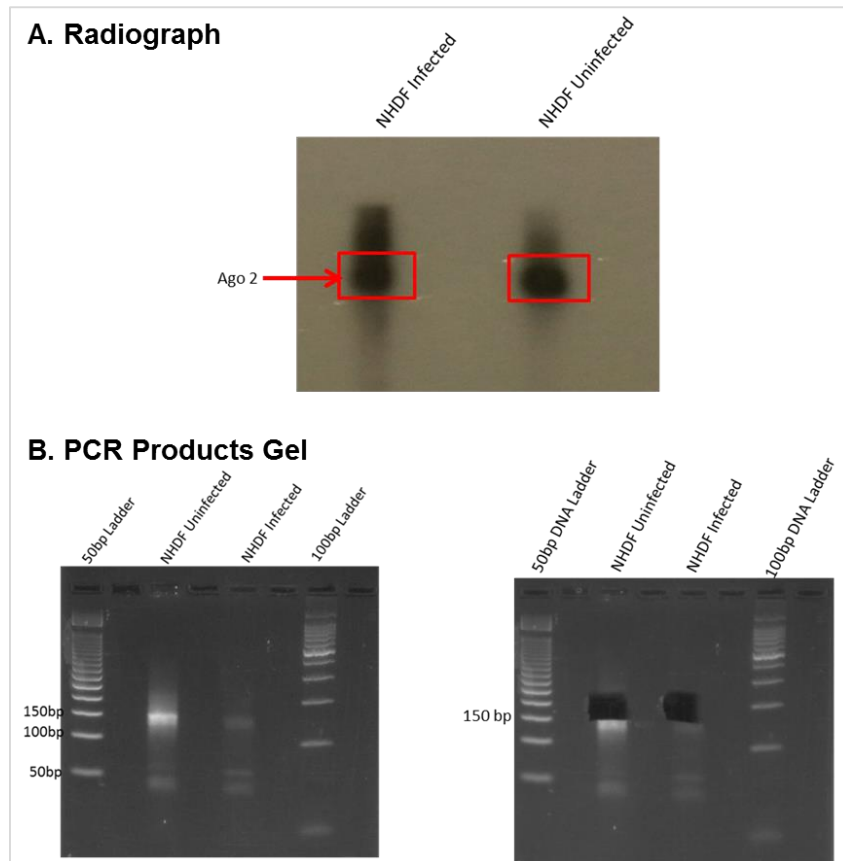 A. Radiograph
NHDF Infected
NHDF Uninfected
Ago 2
B. PCR Products Gel
50bp Ladder
NHDF Uninfected
NHDF Infected
100bp Ladder
150bp
100bp
50bp
50bp DNA Ladder
NHDF Uninfected
NHDF Infected
100bp DNA Ladder
150 bp